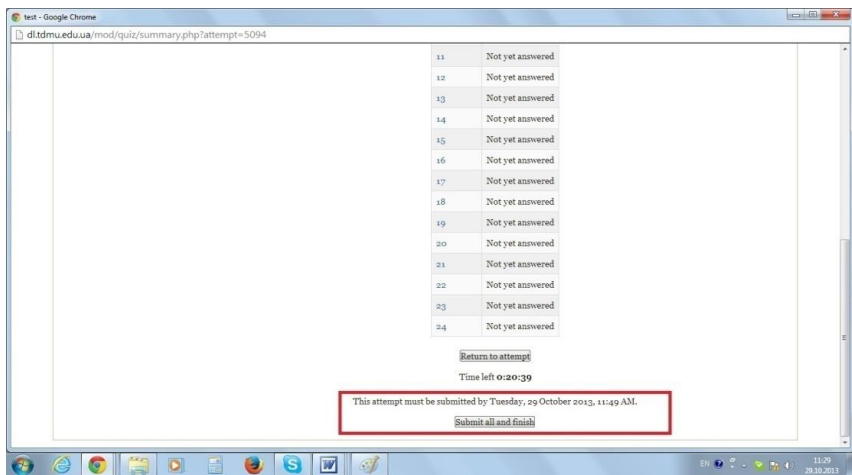 test - Google Chrome
dl.tdmu.edu.ua/mod/quiz/summary.php?attempt=5094
11 Not yet answered
12 Not yet answered
13 Not yet answered
14 Not yet answered
15 Not yet answered
16 Not yet answered
17 Not yet answered
18 Not yet answered
19 Not yet answered
20 Not yet answered
21 Not yet answered
22 Not yet answered
23 Not yet answered
24 Not yet answered
Return to attempt
Time left 0:20:39
This attempt must be submitted by Tuesday, 29 October 2013, 11:49 AM.
Submit all and finish
EN 11:29
29.10.2013